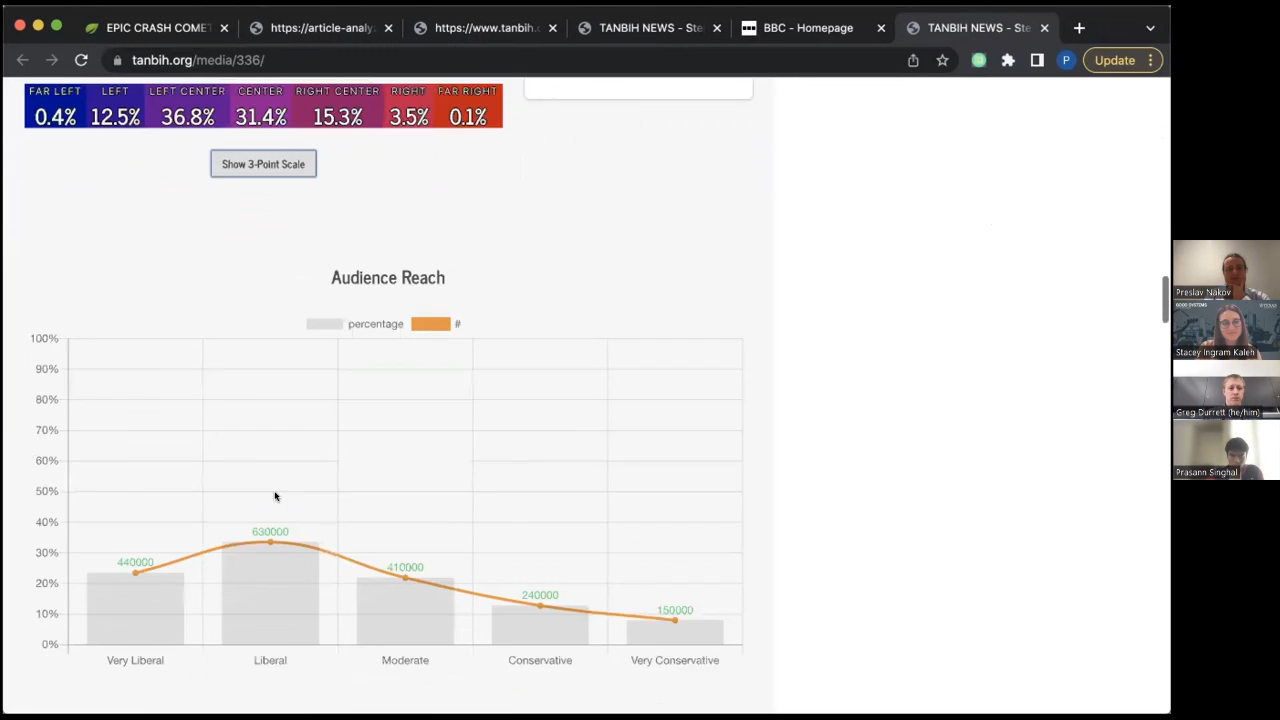 EPIC CRASH COMET
https://article-analy
https://www.tanbih.
TANBIH NEWS - Ste
BBC - Homepage
TANBIH NEWS - Ste
tanbih.org/media/336/
P
Update
FAR LEFT LEFT LEFT CENTER CENTER RIGHT CENTER RIGHT FAR RIGHT
0.4% 12.5% 36.8% 31.4% 15.3% 3.5% 0.1%
Show 3-Point Scale
Audience Reach
percentage #
100%
90%
80%
70%
60%
50%
40%
30%
20%
10%
0%
440000
630000
410000
240000
150000
Very Liberal Liberal Moderate Conservative Very Conservative
Preslav Nakov
GOOD SYSTEMS
Stacey Ingram Kaleh
Greg Durrett (he/him)
Prasann Singhal